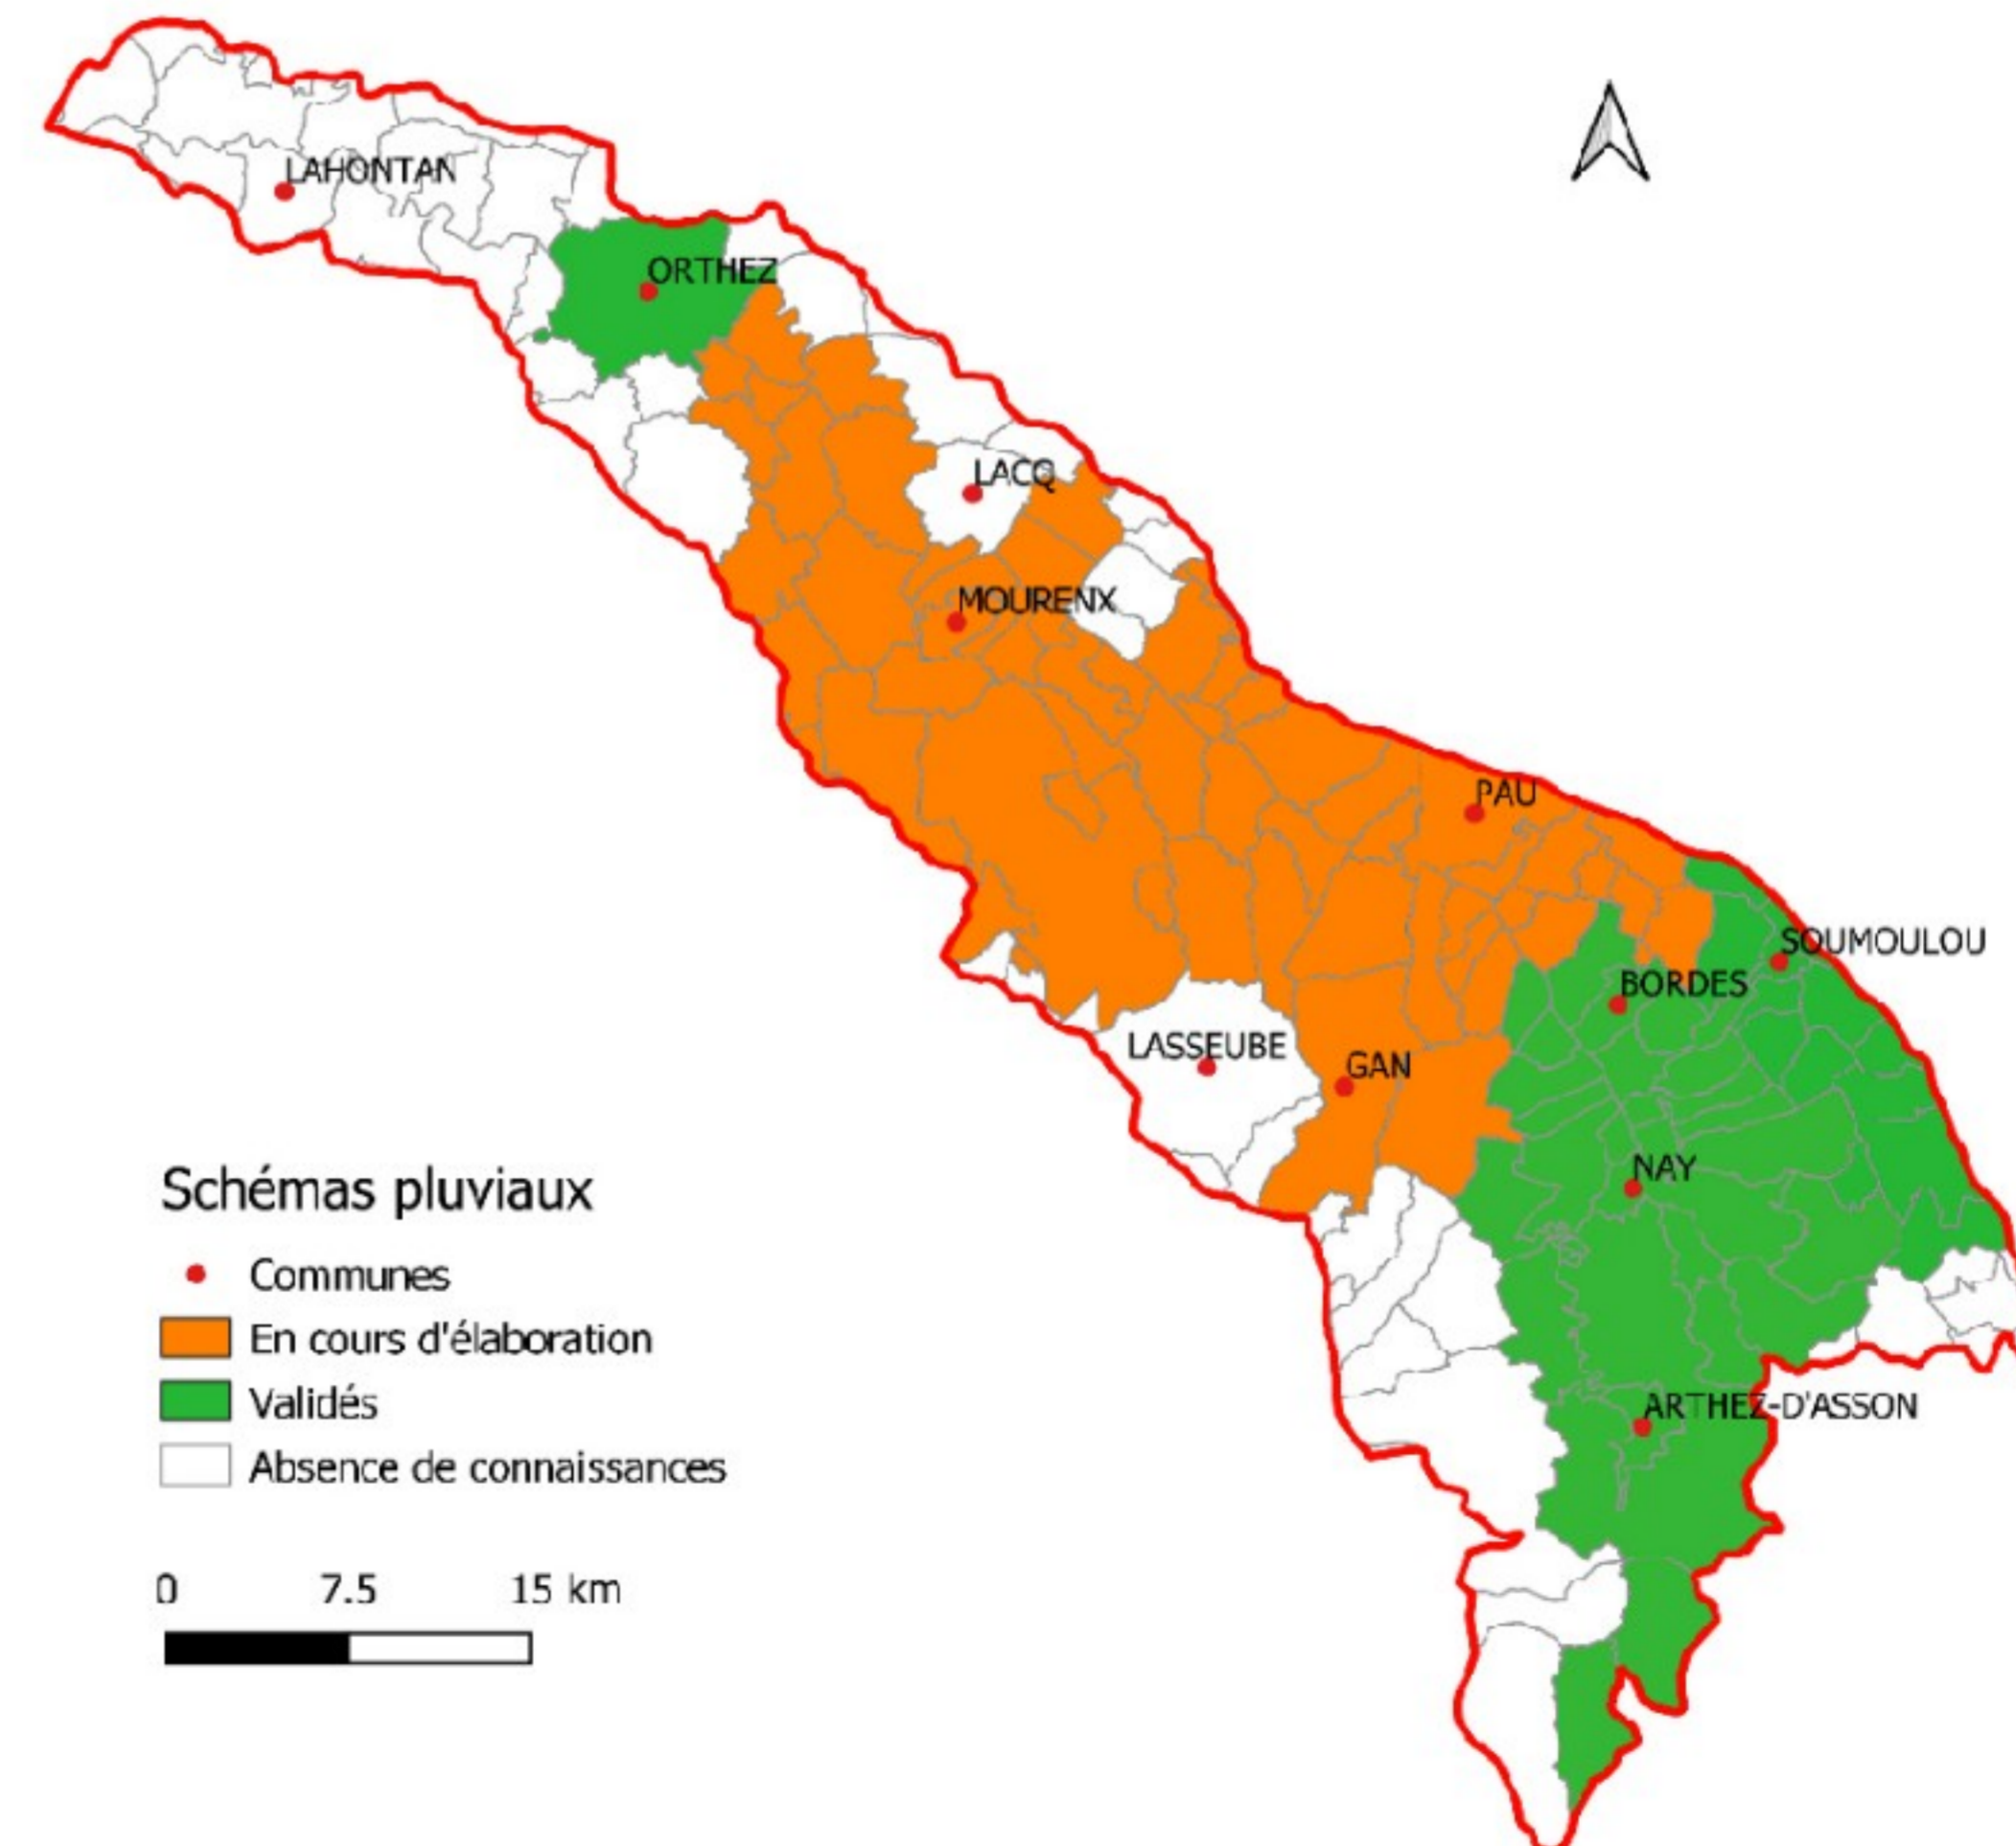 LAHONTAN
ORTHEZ
LACQ
MOURENX
PAU
SOUMOULOU
BORDES
LASSEUBE
GAN
NAY
ARTHEZ-D'ASSON
Schémas pluviaux
Communes
En cours d'élaboration
Validés
Absence de connaissances
0 7.5 15 km